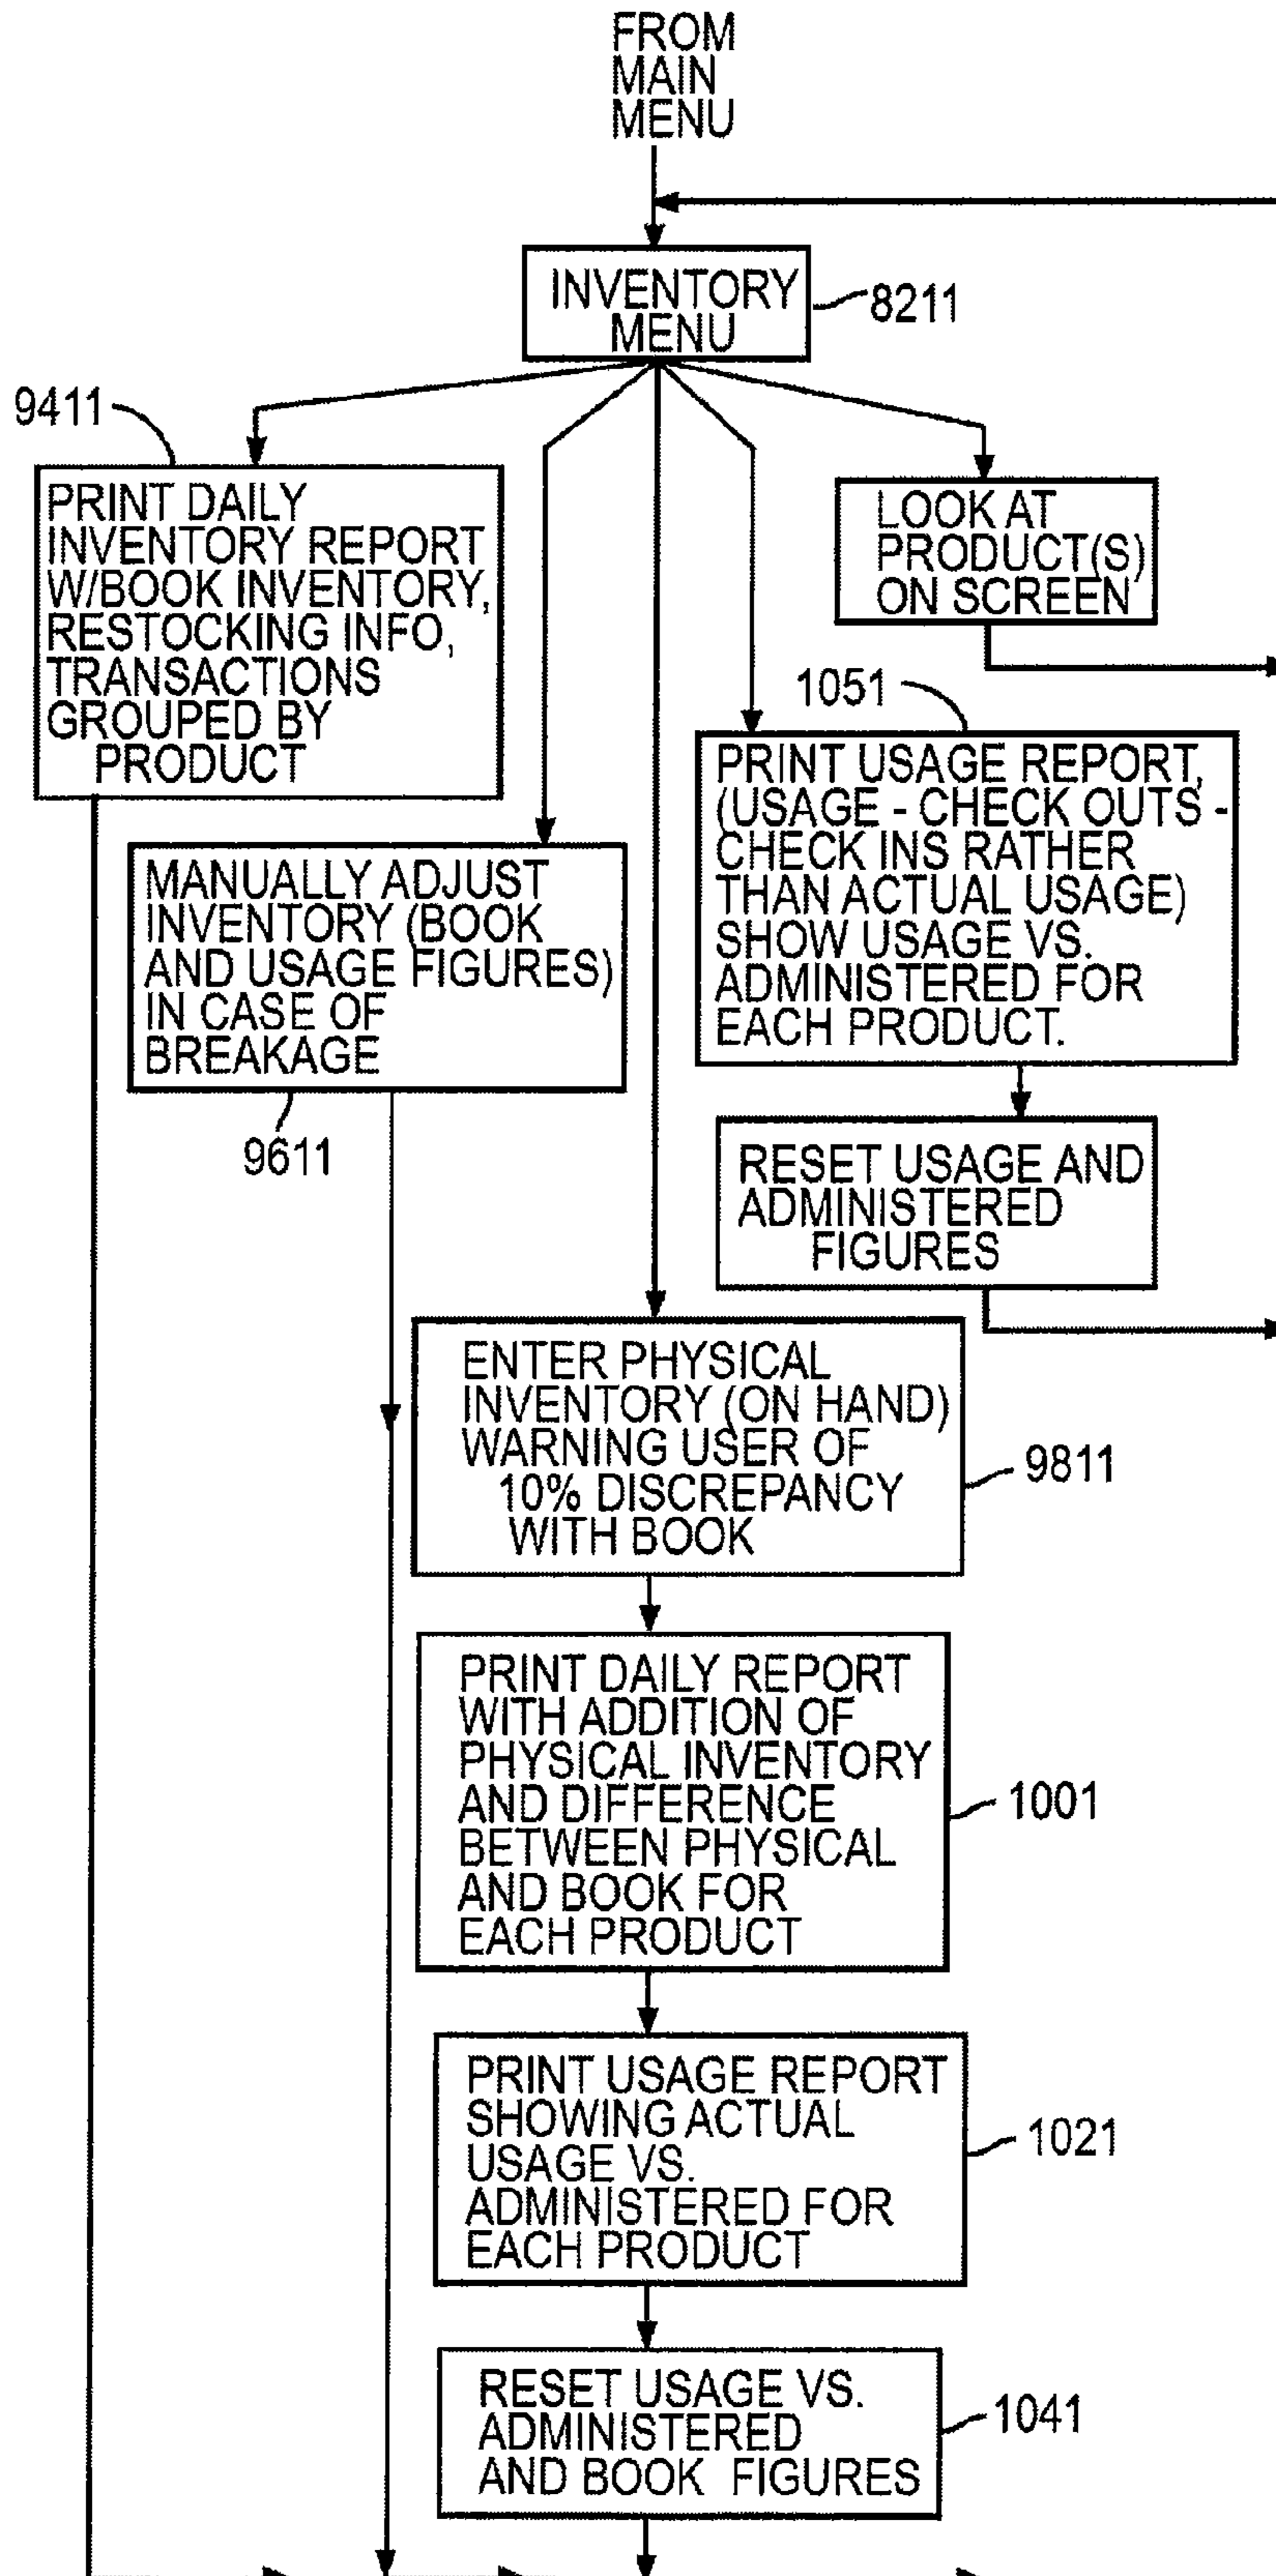 FROM
MAIN
MENU
INVENTORY
MENU
8211
9411
PRINT DAILY
INVENTORY REPORT
W/BOOK INVENTORY,
RESTOCKING INFO,
TRANSACTIONS
GROUPED BY
PRODUCT
LOOK AT
PRODUCT(S)
ON SCREEN
1051
PRINT USAGE REPORT,
(USAGE - CHECK OUTS -
CHECK INS RATHER
THAN ACTUAL USAGE)
SHOW USAGE VS.
ADMINISTERED FOR
EACH PRODUCT.
MANUALLY ADJUST
INVENTORY (BOOK
AND USAGE FIGURES)
IN CASE OF
BREAKAGE
9611
RESET USAGE AND
ADMINISTERED
FIGURES
ENTER PHYSICAL
INVENTORY (ON HAND)
WARNING USER OF
10% DISCREPANCY
WITH BOOK
9811
PRINT DAILY REPORT
WITH ADDITION OF
PHYSICAL INVENTORY
AND DIFFERENCE
BETWEEN PHYSICAL
AND BOOK FOR
EACH PRODUCT
1001
PRINT USAGE REPORT
SHOWING ACTUAL
USAGE VS.
ADMINISTERED FOR
EACH PRODUCT
1021
RESET USAGE VS.
ADMINISTERED
AND BOOK FIGURES
1041